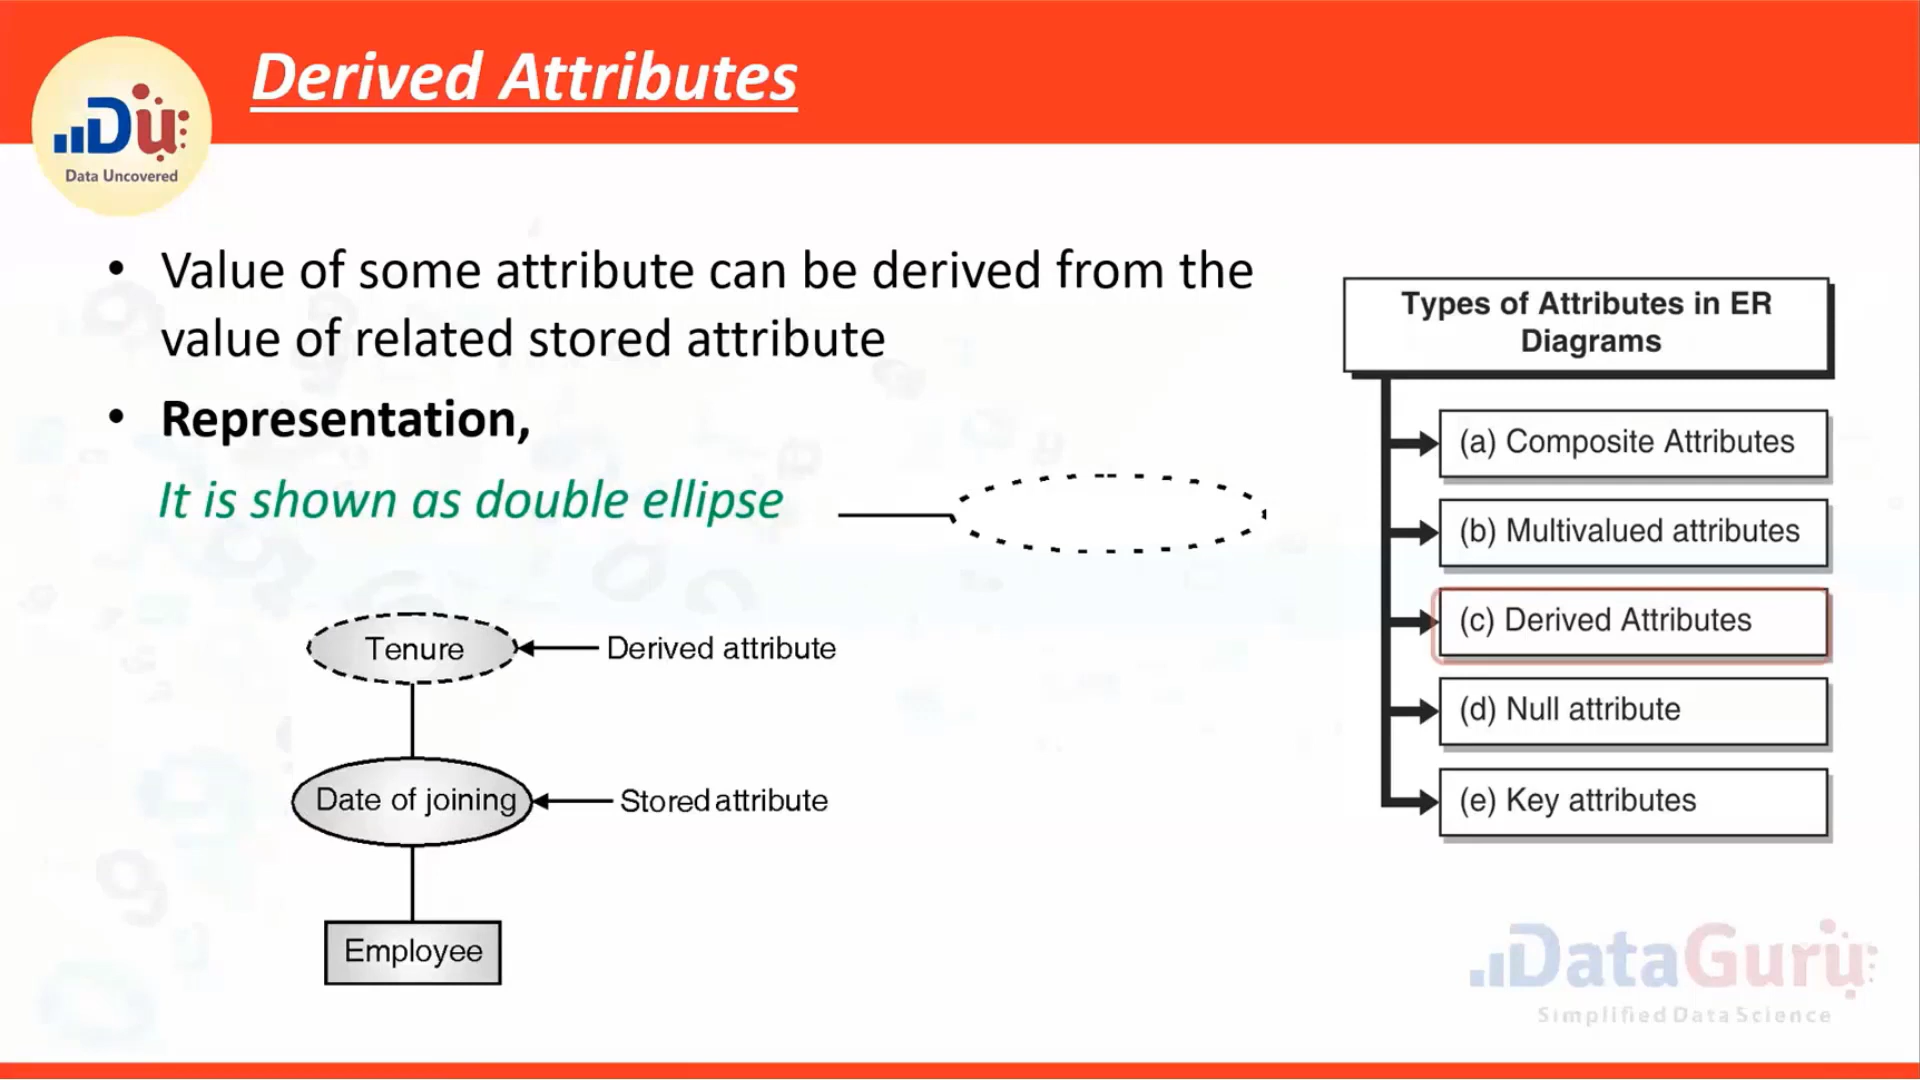 Derived Attributes
Du
Data Uncovered
• Value of some attribute can be derived from the
value of related stored attribute
• Representation,
It is shown as double ellipse
Tenure
Derived attribute
Date of joining
Stored attribute
Employee
Types of Attributes in ER
Diagrams
(a) Composite Attributes
(b) Multivalued attributes
(c) Derived Attributes
(d) Null attribute
(e) Key attributes
DataGuru
Simplified Data Science